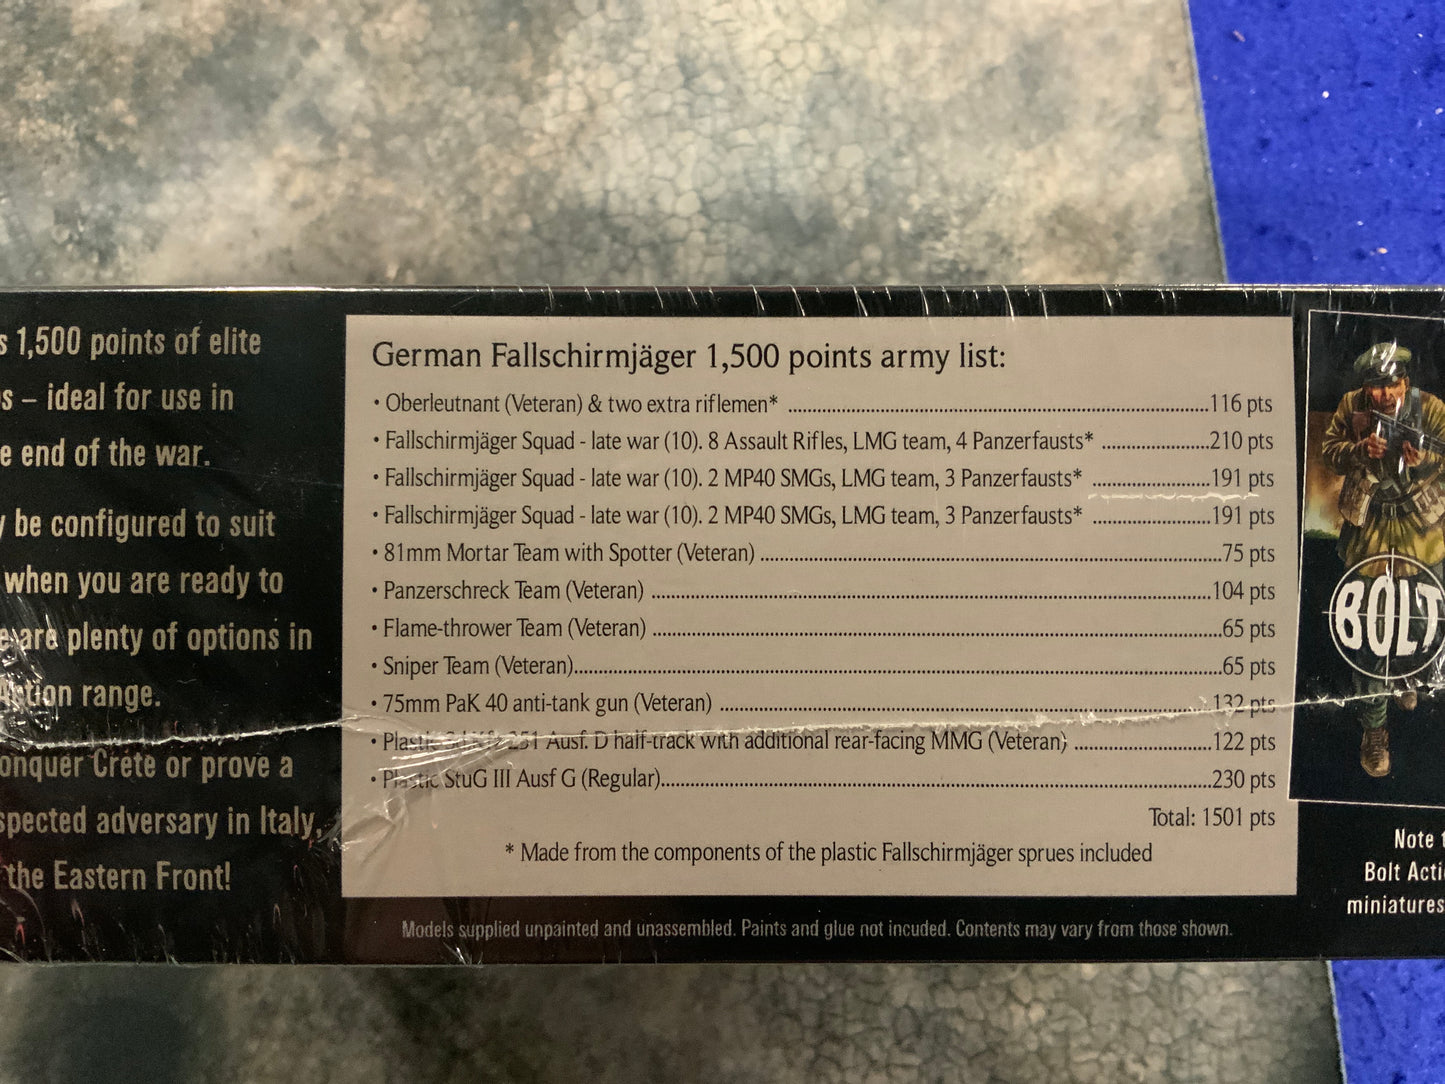 s 1,500 points of elite
s – ideal for use in
e end of the war.
y be configured to suit
when you are ready to
e are plenty of options in
range.
onquer Crete or prove a
spected adversary in Italy,
the Eastern Front!
German Fallschirmjäger 1,500 points army list:
• Oberleutnant (Veteran) & two extra riflemen* ........ 116 pts
• Fallschirmjäger Squad - late war (10). 8 Assault Rifles, LMG team, 4 Panzerfausts* ........ 210 pts
• Fallschirmjäger Squad - late war (10). 2 MP40 SMGs, LMG team, 3 Panzerfausts* ........ 191 pts
• Fallschirmjäger Squad - late war (10). 2 MP40 SMGs, LMG team, 3 Panzerfausts* ........ 191 pts
• 81mm Mortar Team with Spotter (Veteran) ........ 75 pts
• Panzerschreck Team (Veteran) ........ 104 pts
• Flame-thrower Team (Veteran) ........ 65 pts
• Sniper Team (Veteran)........ 65 pts
• 75mm PaK 40 anti-tank gun (Veteran) ........ 132 pts
• Plastic SdKfz 251 Ausf. D half-track with additional rear-facing MMG (Veteran) ........ 122 pts
• Plastic StuG III Ausf G (Regular)........ 230 pts
Total: 1501 pts
* Made from the components of the plastic Fallschirmjäger sprues included
Models supplied unpainted and unassembled. Paints and glue not incuded. Contents may vary from those shown.
BOLT
Note
Bolt Acti
miniatures